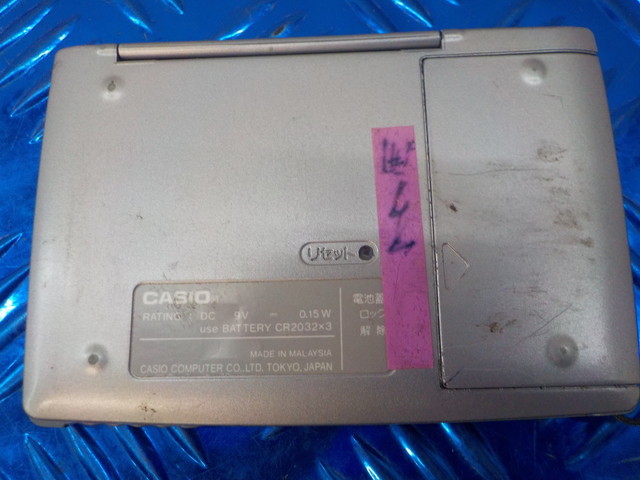 リセット
CASIO
RATING : DC 9V ⎓ 0.15W
use BATTERY CR2032×3
MADE IN MALAYSIA
CASIO COMPUTER CO., LTD. TOKYO, JAPAN
電池蓋
ロック
解除